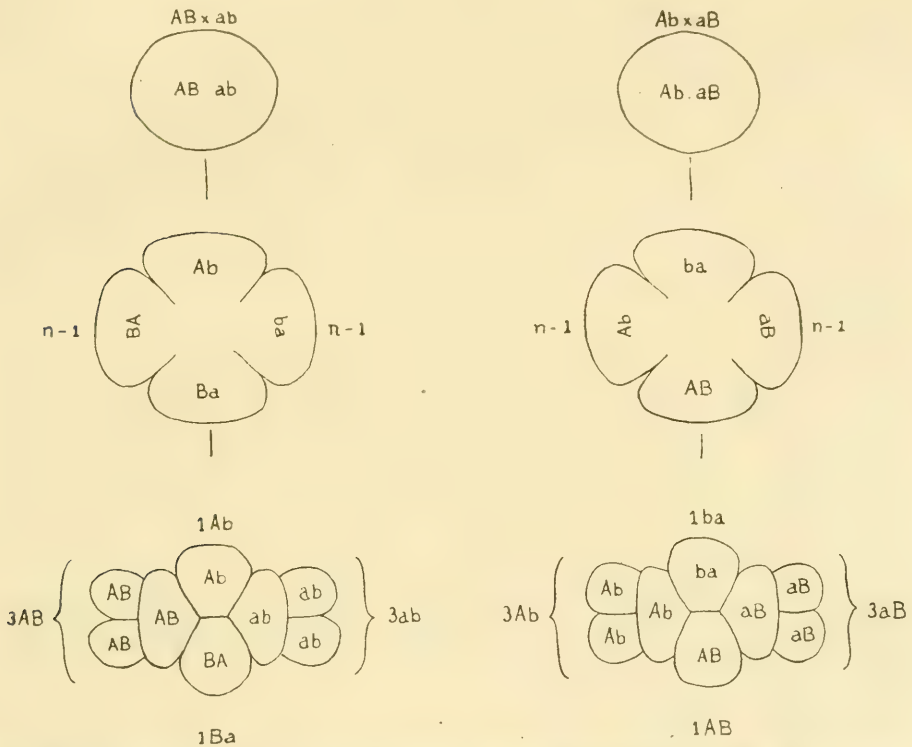 AB x ab
AB ab
Ab
n-1 BA ba n-1
Ba
1Ab
Ab
3AB AB AB ab ab 3ab
AB BA ab
1Ba
Ab x aB
Ab.aB
ba
n-1 Ab aB n-1
AB
1ba
ba
3Ab Ab Ab aB aB 3aB
Ab AB aB
1AB